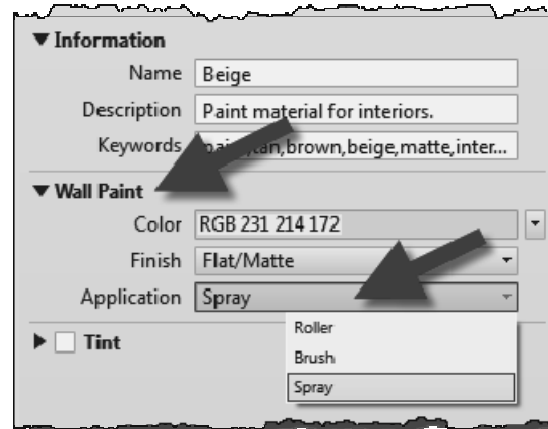 Information
Name Beige
Description Paint material for interiors.
Keywords tan,brown,beige,matte,inter...
Wall Paint
Color RGB 231 214 172
Finish Flat/Matte
Application Spray
Roller
Brush
Tint
Spray